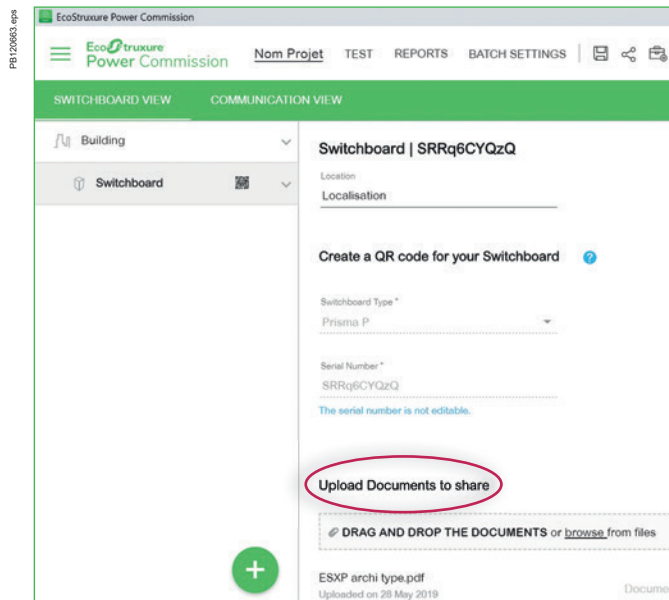 PB120663.eps
EcoStruxure Power Commission
EcoStruxure
Power Commission
Nom Projet TEST REPORTS BATCH SETTINGS
SWITCHBOARD VIEW COMMUNICATION VIEW
Building
Switchboard
Switchboard | SRRq6CYQzQ
Location
Localisation
Create a QR code for your Switchboard ?
Switchboard Type *
Prisma P
Serial Number *
SRRq6CYQzQ
The serial number is not editable.
Upload Documents to share
DRAG AND DROP THE DOCUMENTS or browse from files
ESXP archi type.pdf
Uploaded on 28 May 2019
Docume